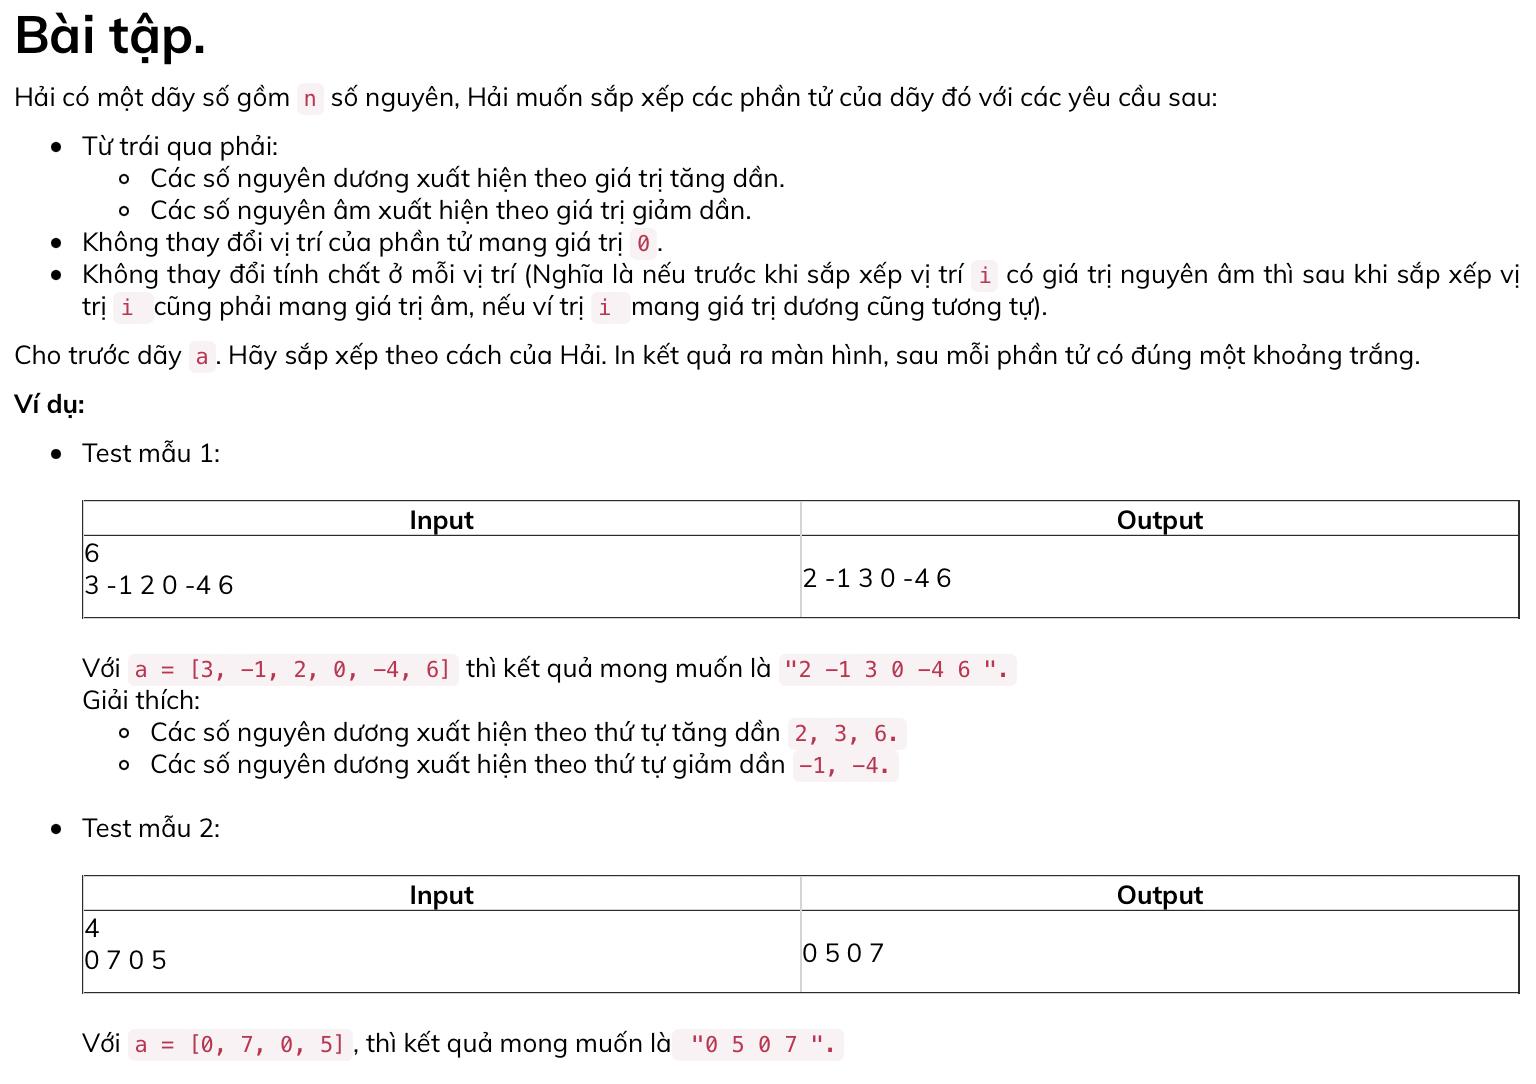 Bài tập.
Hải có một dãy số gồm n số nguyên, Hải muốn sắp xếp các phần tử của dãy đó với các yêu cầu sau:
Từ trái qua phải:
Các số nguyên dương xuất hiện theo giá trị tăng dần.
Các số nguyên âm xuất hiện theo giá trị giảm dần.
Không thay đổi vị trí của phần tử mang giá trị 0.
Không thay đổi tính chất ở mỗi vị trí (Nghĩa là nếu trước khi sắp xếp vị trí i có giá trị nguyên âm thì sau khi sắp xếp vị
trị i cũng phải mang giá trị âm, nếu ví trị i mang giá trị dương cũng tương tự).
Cho trước dãy a. Hãy sắp xếp theo cách của Hải. In kết quả ra màn hình, sau mỗi phần tử có đúng một khoảng trắng.
Ví dụ:
Test mẫu 1:
Input Output
6
3 -1 2 0 -4 6
2 -1 3 0 -4 6
Với a = [3, -1, 2, 0, -4, 6] thì kết quả mong muốn là "2 -1 3 0 -4 6 ".
Giải thích:
Các số nguyên dương xuất hiện theo thứ tự tăng dần 2, 3, 6.
Các số nguyên dương xuất hiện theo thứ tự giảm dần -1, -4.
Test mẫu 2:
Input Output
4
0 7 0 5
0 5 0 7
Với a = [0, 7, 0, 5], thì kết quả mong muốn là "0 5 0 7 ".